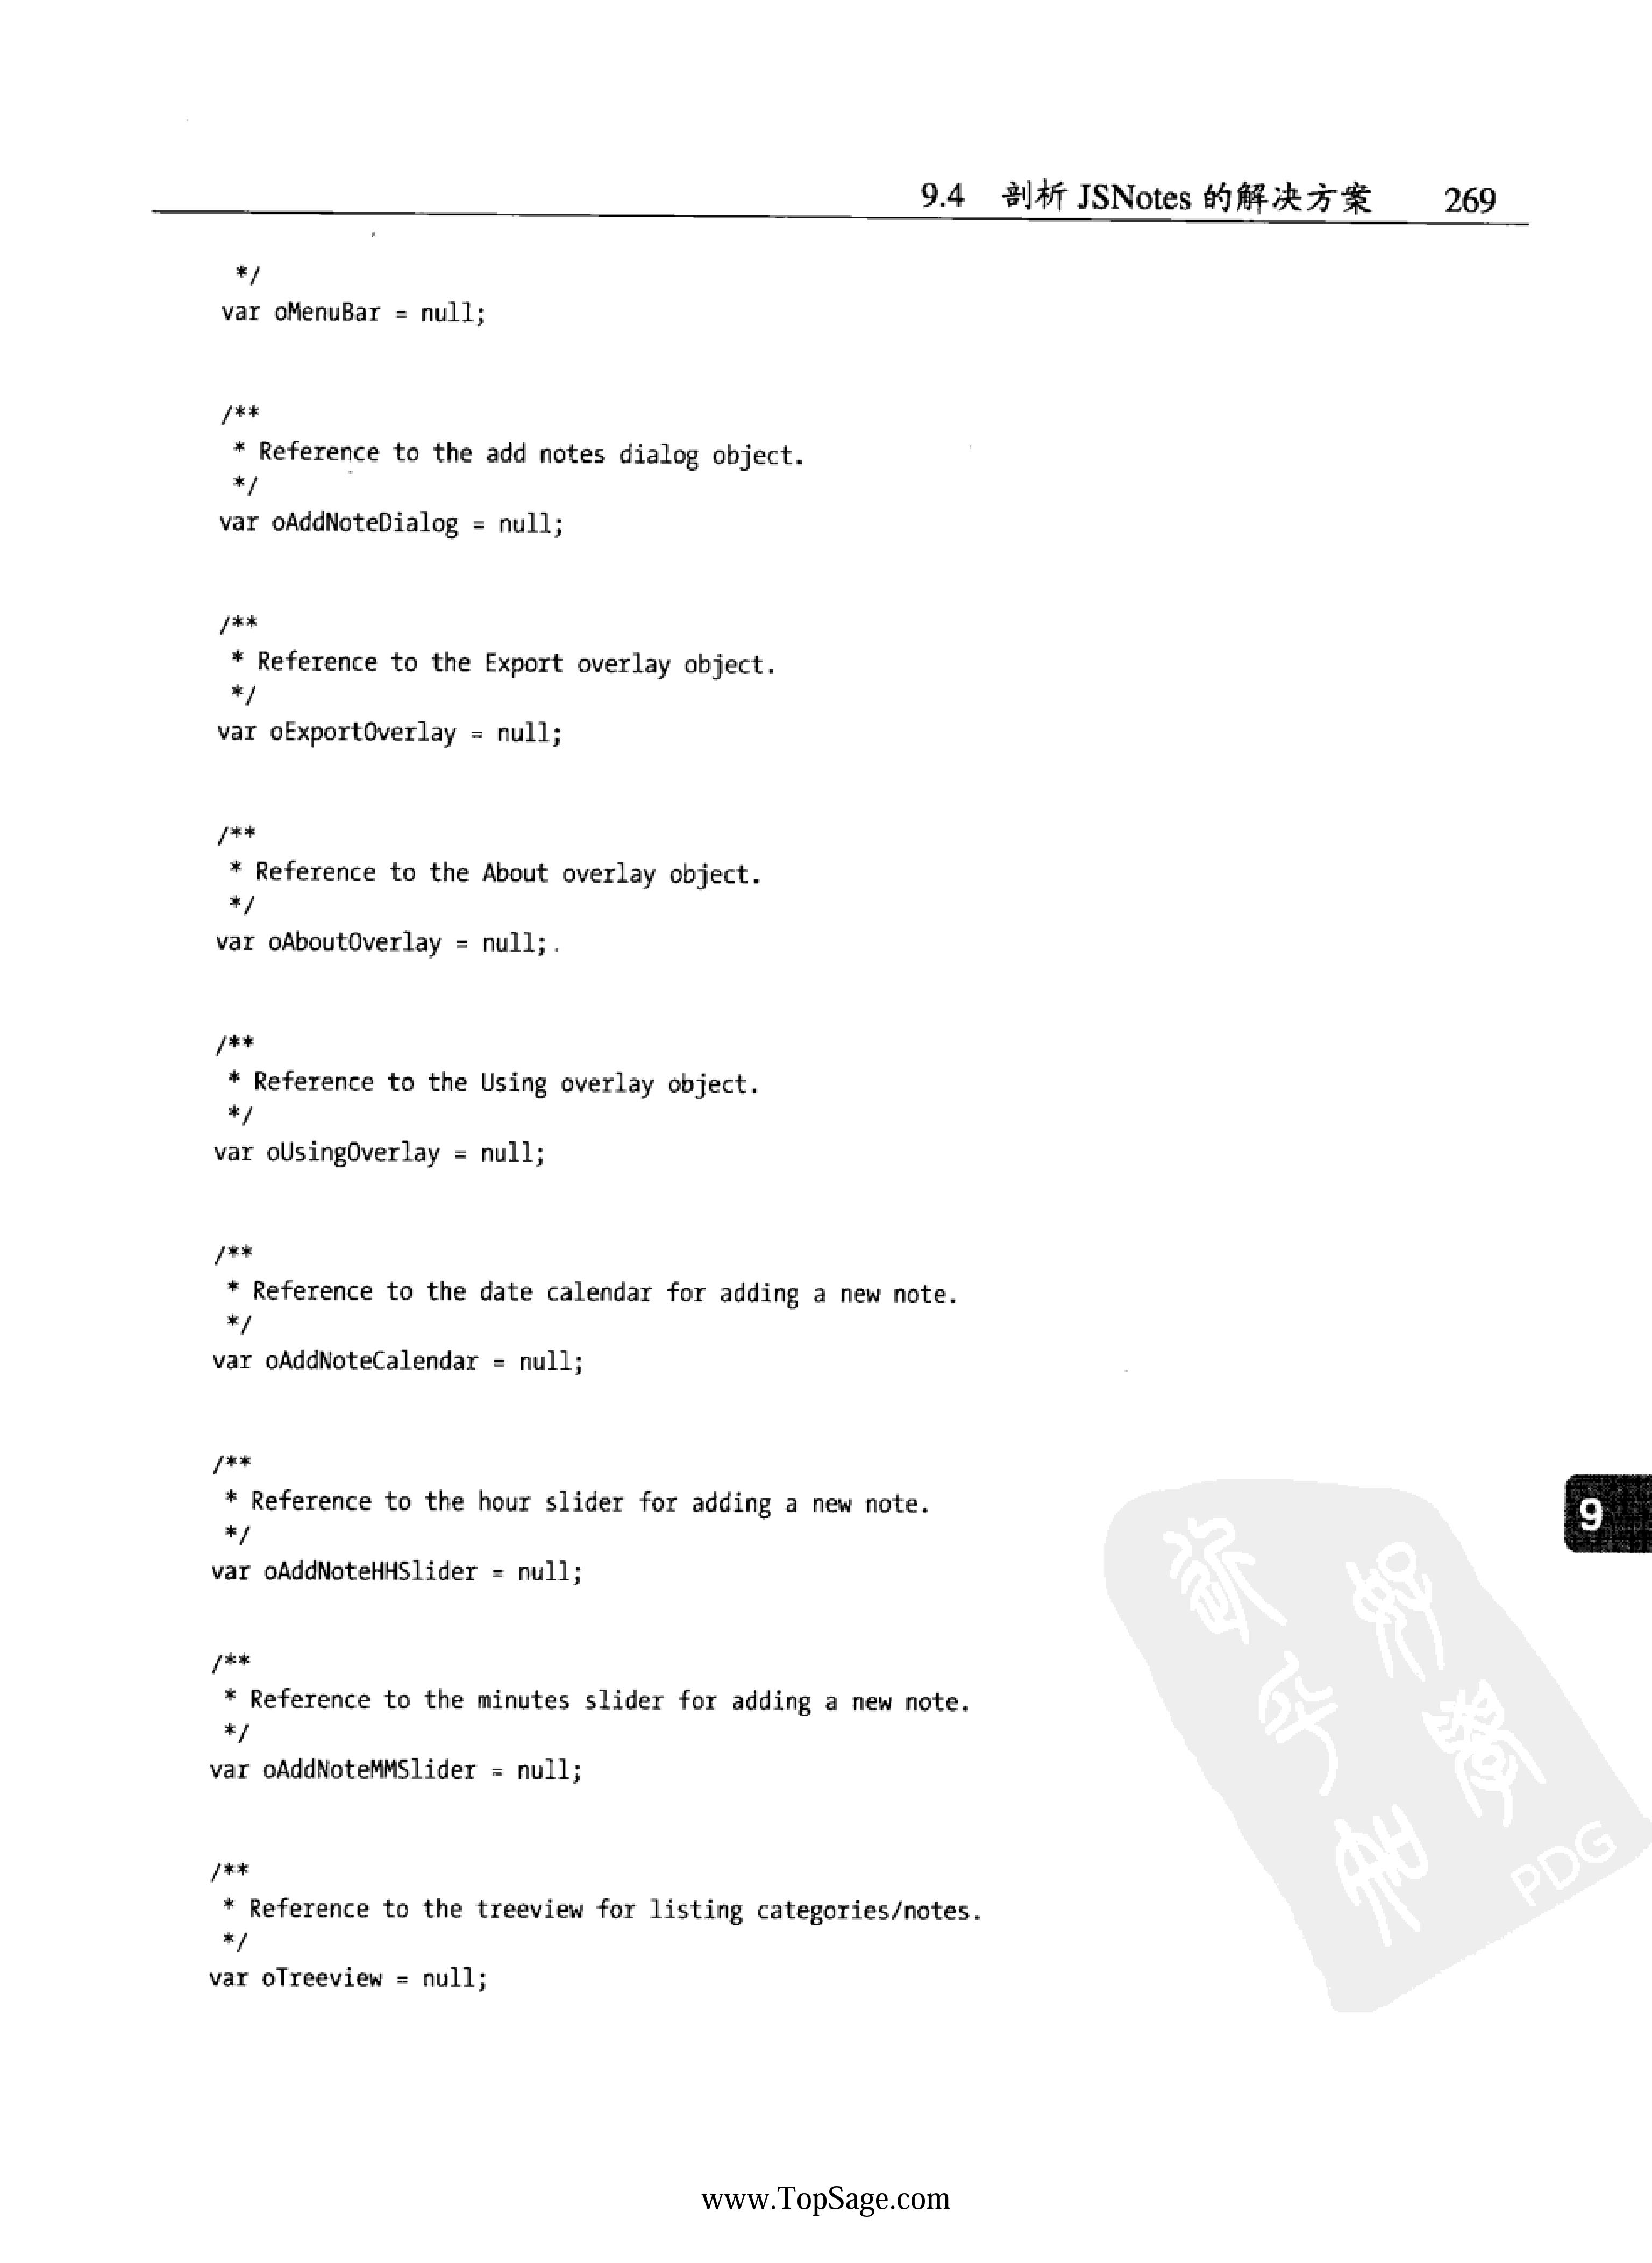 9.4 剖析 JSNotes 的解决方案 269
*/
var oMenuBar = null;
/**
* Reference to the add notes dialog object.
*/
var oAddNoteDialog = null;
/**
* Reference to the Export overlay object.
*/
var oExportOverlay = null;
/**
* Reference to the About overlay object.
*/
var oAboutOverlay = null;
/**
* Reference to the Using overlay object.
*/
var oUsingOverlay = null;
/**
* Reference to the date calendar for adding a new note.
*/
var oAddNoteCalendar = null;
/**
* Reference to the hour slider for adding a new note.
*/
var oAddNoteHHSlider = null;
9
/**
* Reference to the minutes slider for adding a new note.
*/
var oAddNoteMMSlider = null;
/**
* Reference to the treeview for listing categories/notes.
*/
var oTreeview = null;
PDG
www.TopSage.com